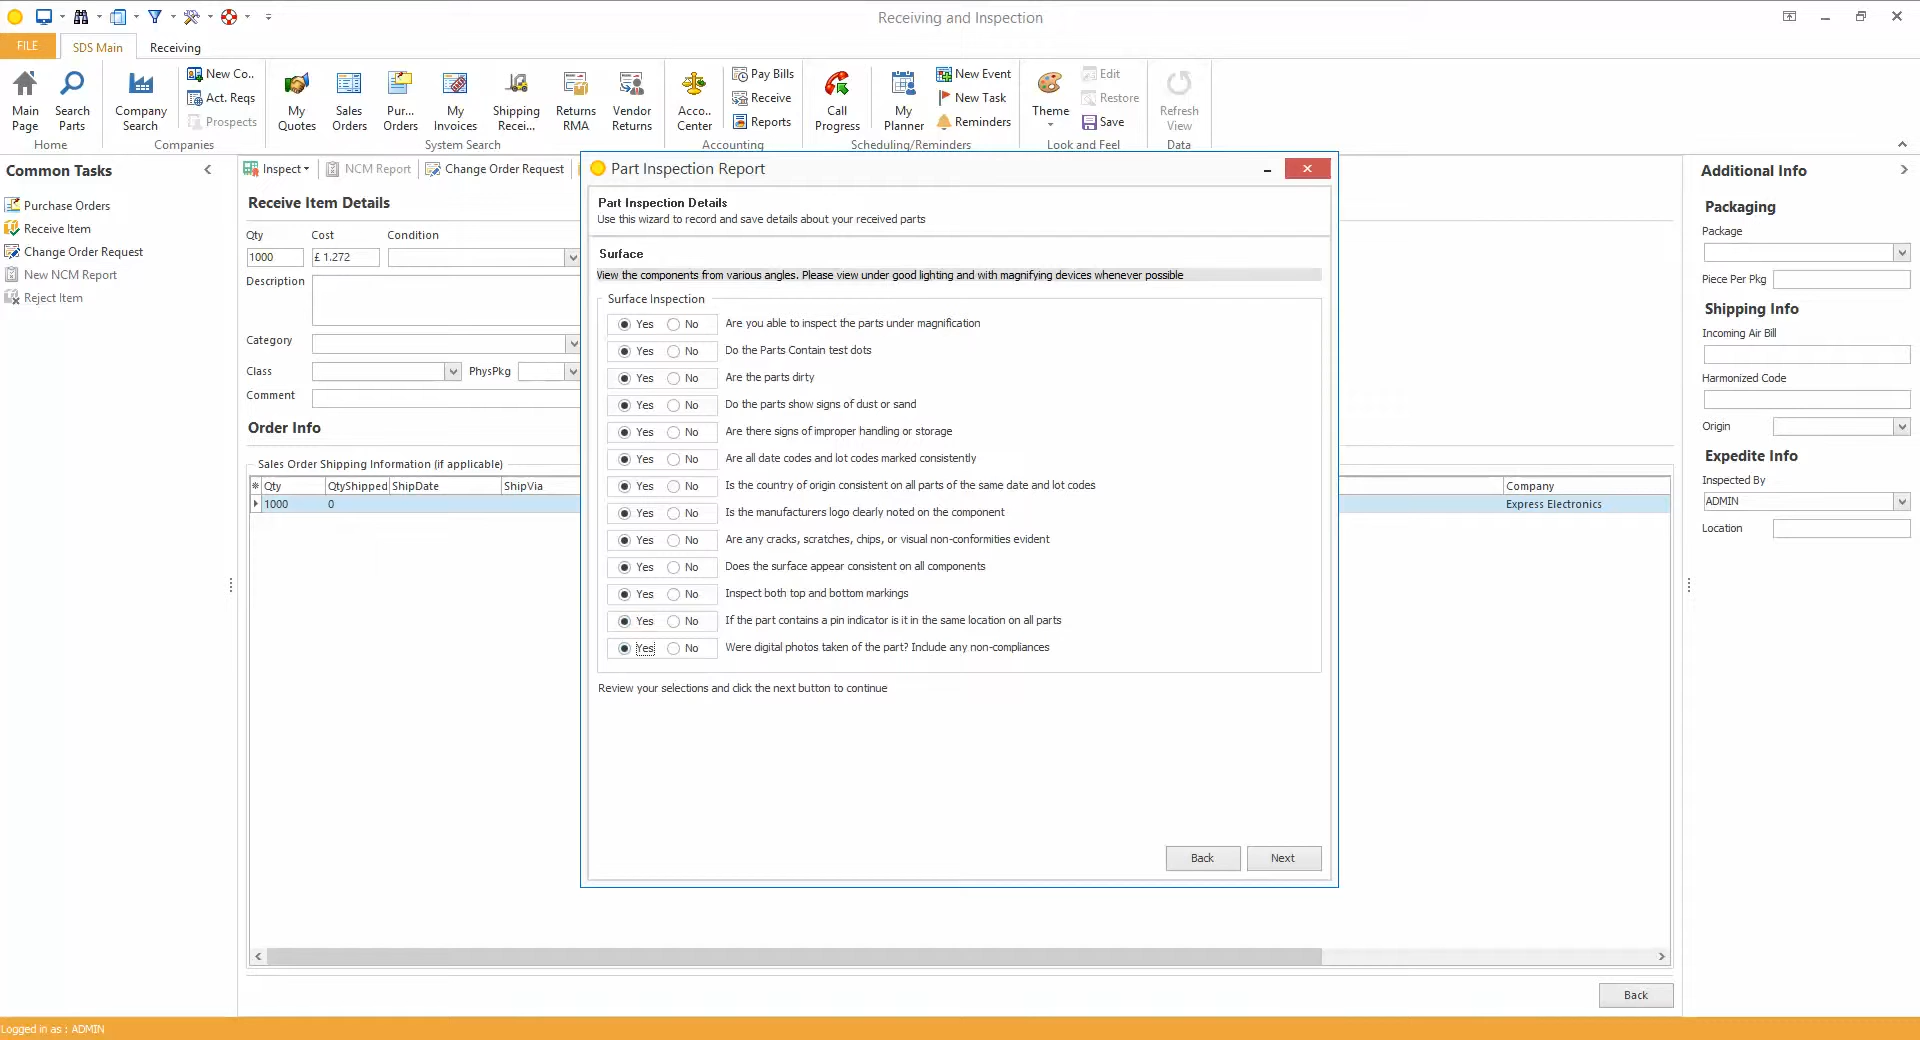 Receiving and Inspection
FILE
SDS Main
Receiving
Main Page
Search Parts
Home
Company Search
New Co..
Act. Reqs
Prospects
Companies
My Quotes
Sales Orders
Pur... Orders
My Invoices
Shipping Recei...
Returns RMA
Vendor Returns
System Search
Acco.. Center
Pay Bills
Receive
Reports
Accounting
Call Progress
My Planner
New Event
New Task
Reminders
Scheduling/Reminders
Theme
Edit
Restore
Save
Look and Feel
Refresh View
Data
Common Tasks
Purchase Orders
Receive Item
Change Order Request
New NCM Report
Reject Item
Inspect
NCM Report
Change Order Request
Receive Item Details
Qty
Cost
Condition
1000
£ 1.272
Description
Category
Class
PhysPkg
Comment
Order Info
Sales Order Shipping Information (if applicable)
Qty
QtyShipped
ShipDate
ShipVia
Company
1000
0
Express Electronics
Back
Part Inspection Report
Part Inspection Details
Use this wizard to record and save details about your received parts
Surface
View the components from various angles. Please view under good lighting and with magnifying devices whenever possible
Surface Inspection
Yes No Are you able to inspect the parts under magnification
Yes No Do the Parts Contain test dots
Yes No Are the parts dirty
Yes No Do the parts show signs of dust or sand
Yes No Are there signs of improper handling or storage
Yes No Are all date codes and lot codes marked consistently
Yes No Is the country of origin consistent on all parts of the same date and lot codes
Yes No Is the manufacturers logo clearly noted on the component
Yes No Are any cracks, scratches, chips, or visual non-conformities evident
Yes No Does the surface appear consistent on all components
Yes No Inspect both top and bottom markings
Yes No If the part contains a pin indicator is it in the same location on all parts
Yes No Were digital photos taken of the part? Include any non-compliances
Review your selections and click the next button to continue
Back
Next
Additional Info
Packaging
Package
Piece Per Pkg
Shipping Info
Incoming Air Bill
Harmonized Code
Origin
Expedite Info
Inspected By
ADMIN
Location
Logged in as : ADMIN